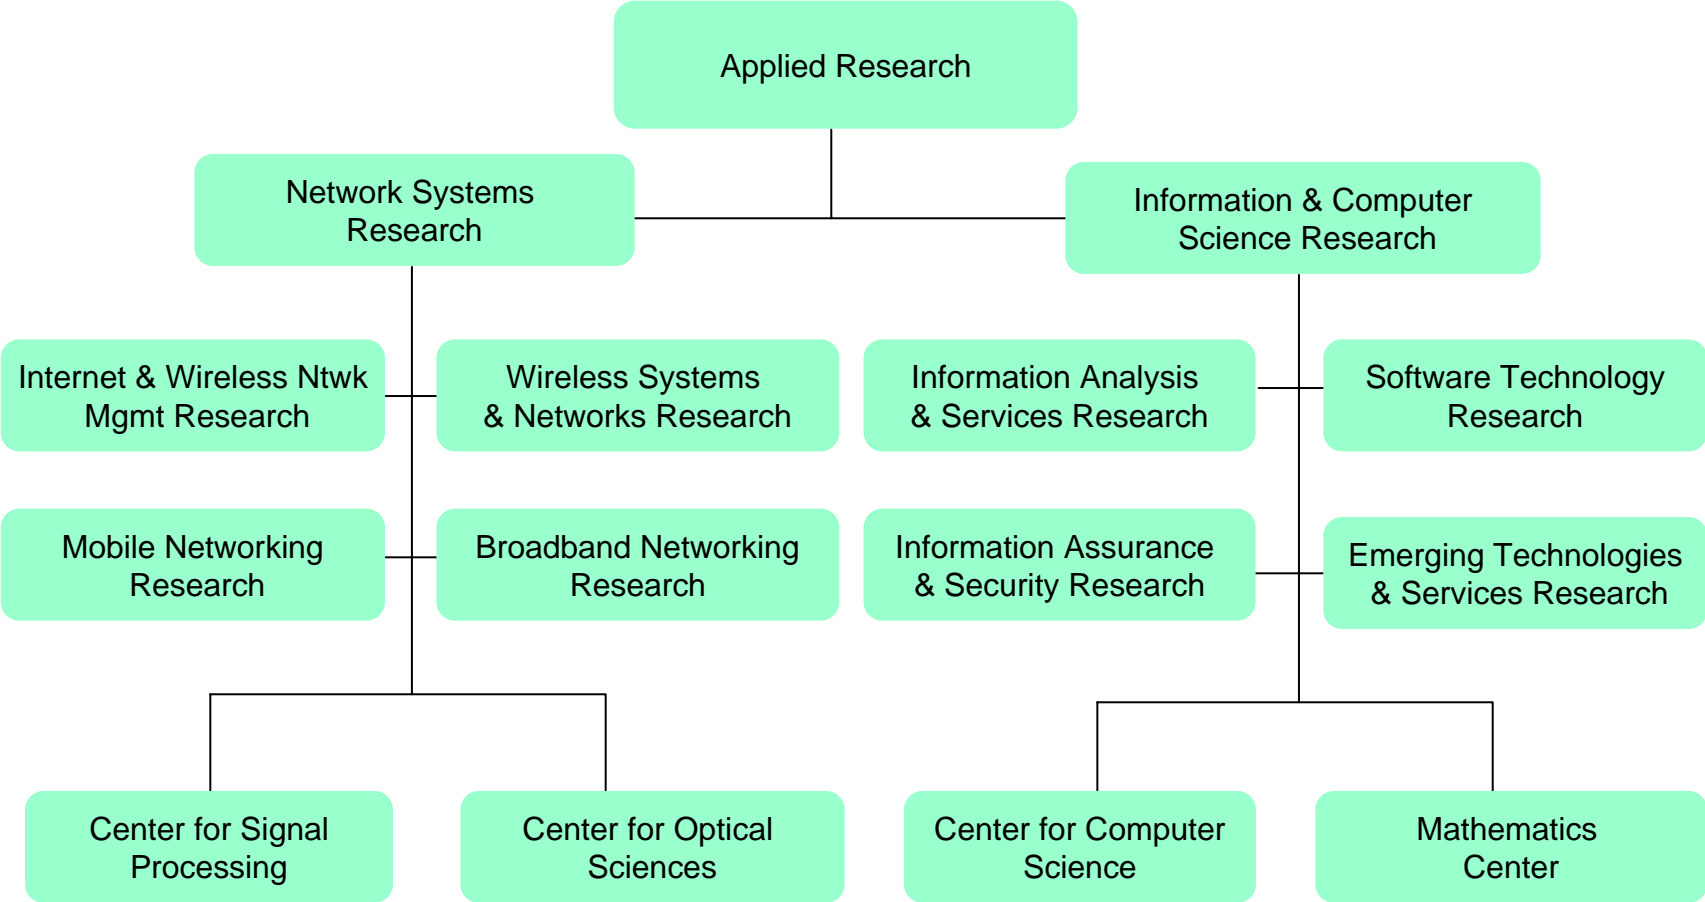 Applied Research
Network Systems
Research
Information & Computer
Science Research
Internet & Wireless Ntwk
Mgmt Research
Wireless Systems
& Networks Research
Information Analysis
& Services Research
Software Technology
Research
Mobile Networking
Research
Broadband Networking
Research
Information Assurance
& Security Research
Emerging Technologies
& Services Research
Center for Signal
Processing
Center for Optical
Sciences
Center for Computer
Science
Mathematics
Center